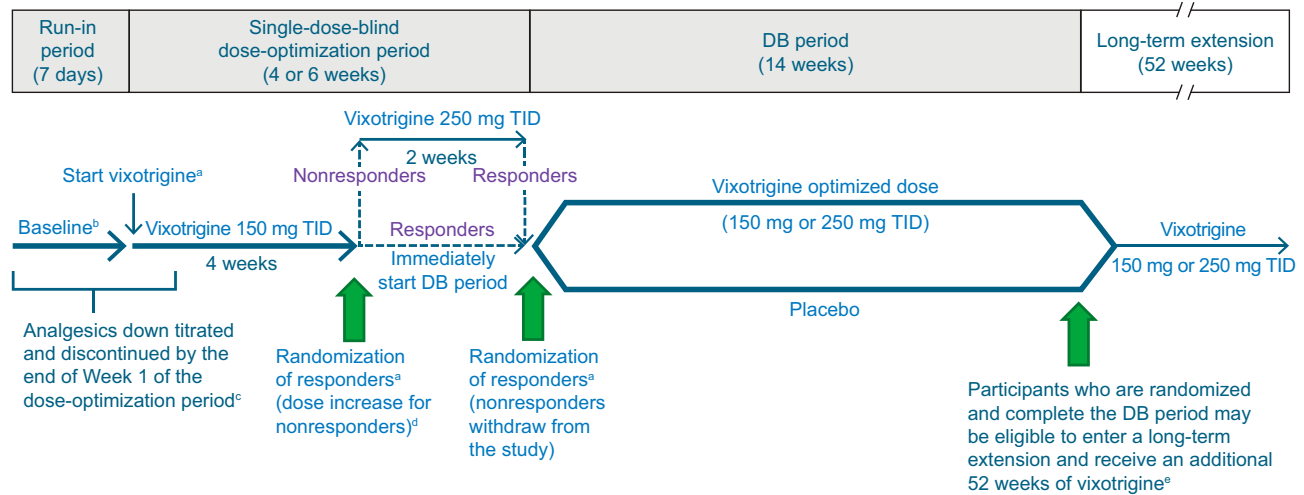 Run-in
period
(7 days)
Single-dose-blind
dose-optimization period
(4 or 6 weeks)
DB period
(14 weeks)
Long-term extension
(52 weeks)
Vixotrigine 250 mg TID
2 weeks
Start vixotrigineᵃ
Nonresponders
Responders
Baselineᵇ
Vixotrigine 150 mg TID
4 weeks
Responders
Immediately
start DB period
Vixotrigine optimized dose
(150 mg or 250 mg TID)
Placebo
Vixotrigine
150 mg or 250 mg TID
Analgesics down titrated
and discontinued by the
end of Week 1 of the
dose-optimization periodᶜ
Randomization
of respondersᵃ
(dose increase for
nonresponders)ᵈ
Randomization
of respondersᵃ
(nonresponders
withdraw from
the study)
Participants who are randomized
and complete the DB period may
be eligible to enter a long-term
extension and receive an additional
52 weeks of vixotrigineᵉ